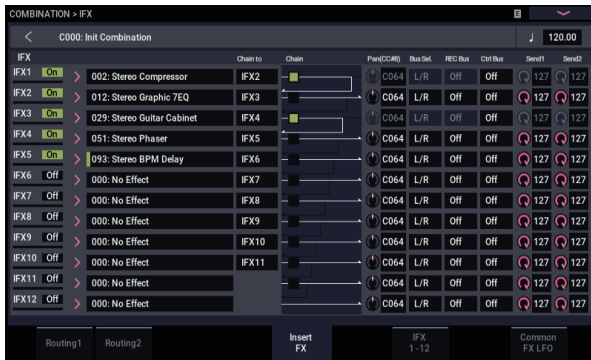 COMBINATION > IFX E
C000: Init Combination ♩ 120.00
IFX Chain to Chain Pan(CC#8) Bus Sel. REC Bus Ctrl Bus Send1 Send2
IFX1 On 002: Stereo Compressor IFX2 C064 L/R Off Off 127 127
IFX2 On 012: Stereo Graphic 7EQ IFX3 C064 L/R Off Off 127 127
IFX3 On 029: Stereo Guitar Cabinet IFX4 C064 L/R Off Off 127 127
IFX4 On 051: Stereo Phaser IFX5 C064 L/R Off Off 127 127
IFX5 On 093: Stereo BPM Delay IFX6 C064 L/R Off Off 127 127
IFX6 Off 000: No Effect IFX7 C064 L/R Off Off 127 127
IFX7 Off 000: No Effect IFX8 C064 L/R Off Off 127 127
IFX8 Off 000: No Effect IFX9 C064 L/R Off Off 127 127
IFX9 Off 000: No Effect IFX10 C064 L/R Off Off 127 127
IFX10 Off 000: No Effect IFX11 C064 L/R Off Off 127 127
IFX11 Off 000: No Effect C064 L/R Off Off 127 127
IFX12 Off 000: No Effect C064 L/R Off Off 127 127
Routing1 Routing2 Insert IFX Common
FX 1 -12 FX LFO